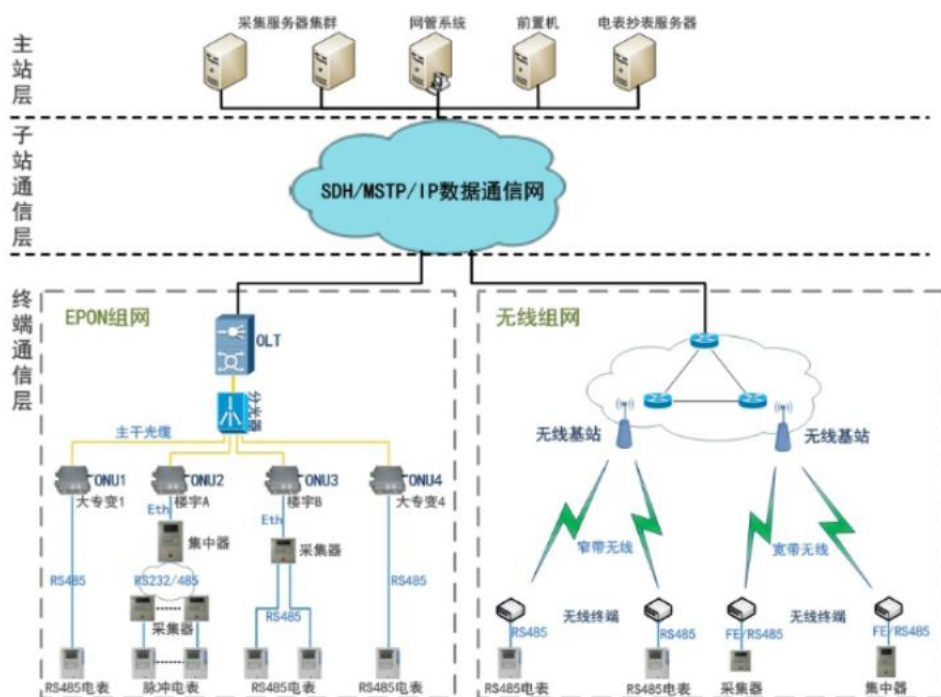 采集服务器集群
网管系统
前置机
电表抄表服务器
主站层
子站通信层
SDH/MSTP/IP数据通信网
终端通信层
EPON组网
OLT
分光器
主干光缆
ONU1
大专变1
ONU2
楼宇A
ONU3
楼宇B
ONU4
大专变4
Eth
Eth
集中器
采集器
RS485
RS232/485
RS485
RS485
采集器
RS485电表
脉冲电表
RS485电表
RS485电表
无线组网
无线基站
无线基站
窄带无线
宽带无线
无线终端
无线终端
RS485
RS485
FE/RS485
FE/RS485
RS485电表
RS485电表
采集器
集中器